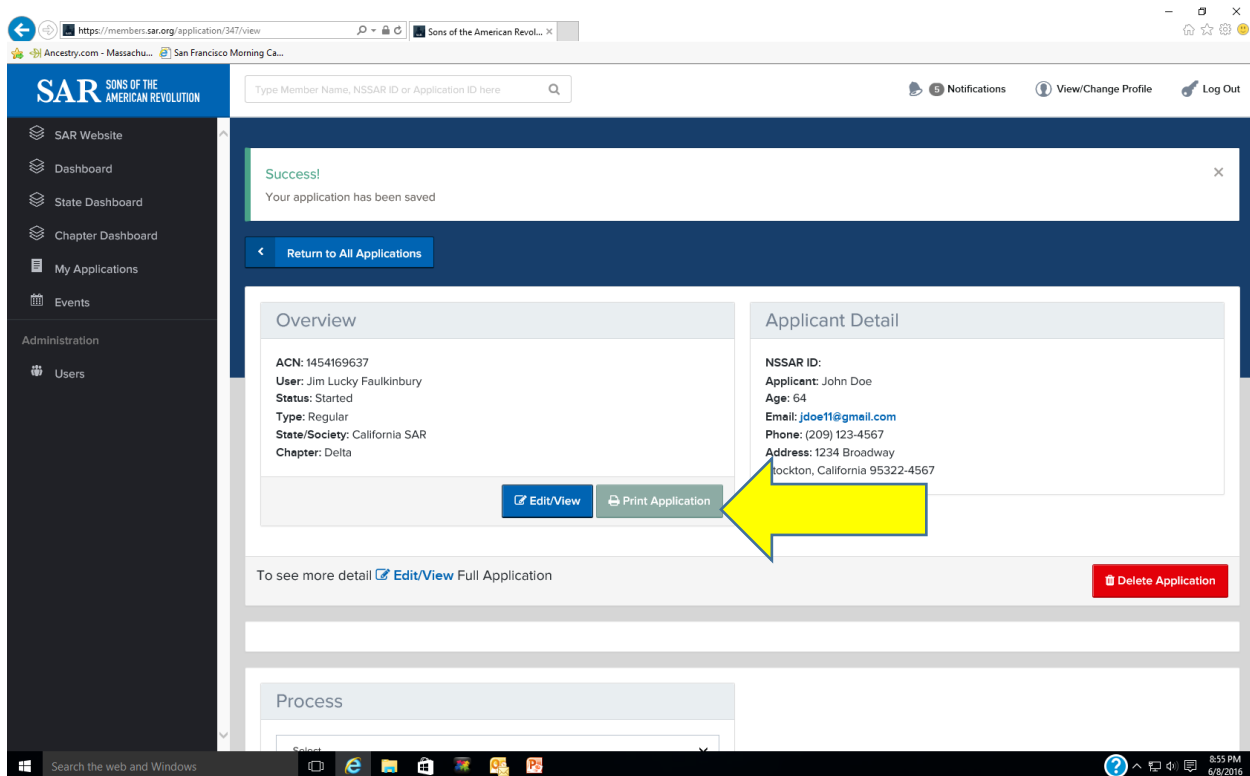 https://members.sar.org/application/347/view
Sons of the American Revol...
Ancestry.com - Massachu...
San Francisco Morning Ca...
SAR SONS OF THE
AMERICAN REVOLUTION
Type Member Name, NSSAR ID or Application ID here
5 Notifications
View/Change Profile
Log Out
SAR Website
Dashboard
State Dashboard
Chapter Dashboard
My Applications
Events
Administration
Users
Success!
Your application has been saved
Return to All Applications
Overview
ACN: 1454169637
User: Jim Lucky Faulkinbury
Status: Started
Type: Regular
State/Society: California SAR
Chapter: Delta
Edit/View
Print Application
Applicant Detail
NSSAR ID:
Applicant: John Doe
Age: 64
Email: jdoe11@gmail.com
Phone: (209) 123-4567
Address: 1234 Broadway
Stockton, California 95322-4567
To see more detail Edit/View Full Application
Delete Application
Process
Select
Search the web and Windows
8:55 PM
6/8/2016